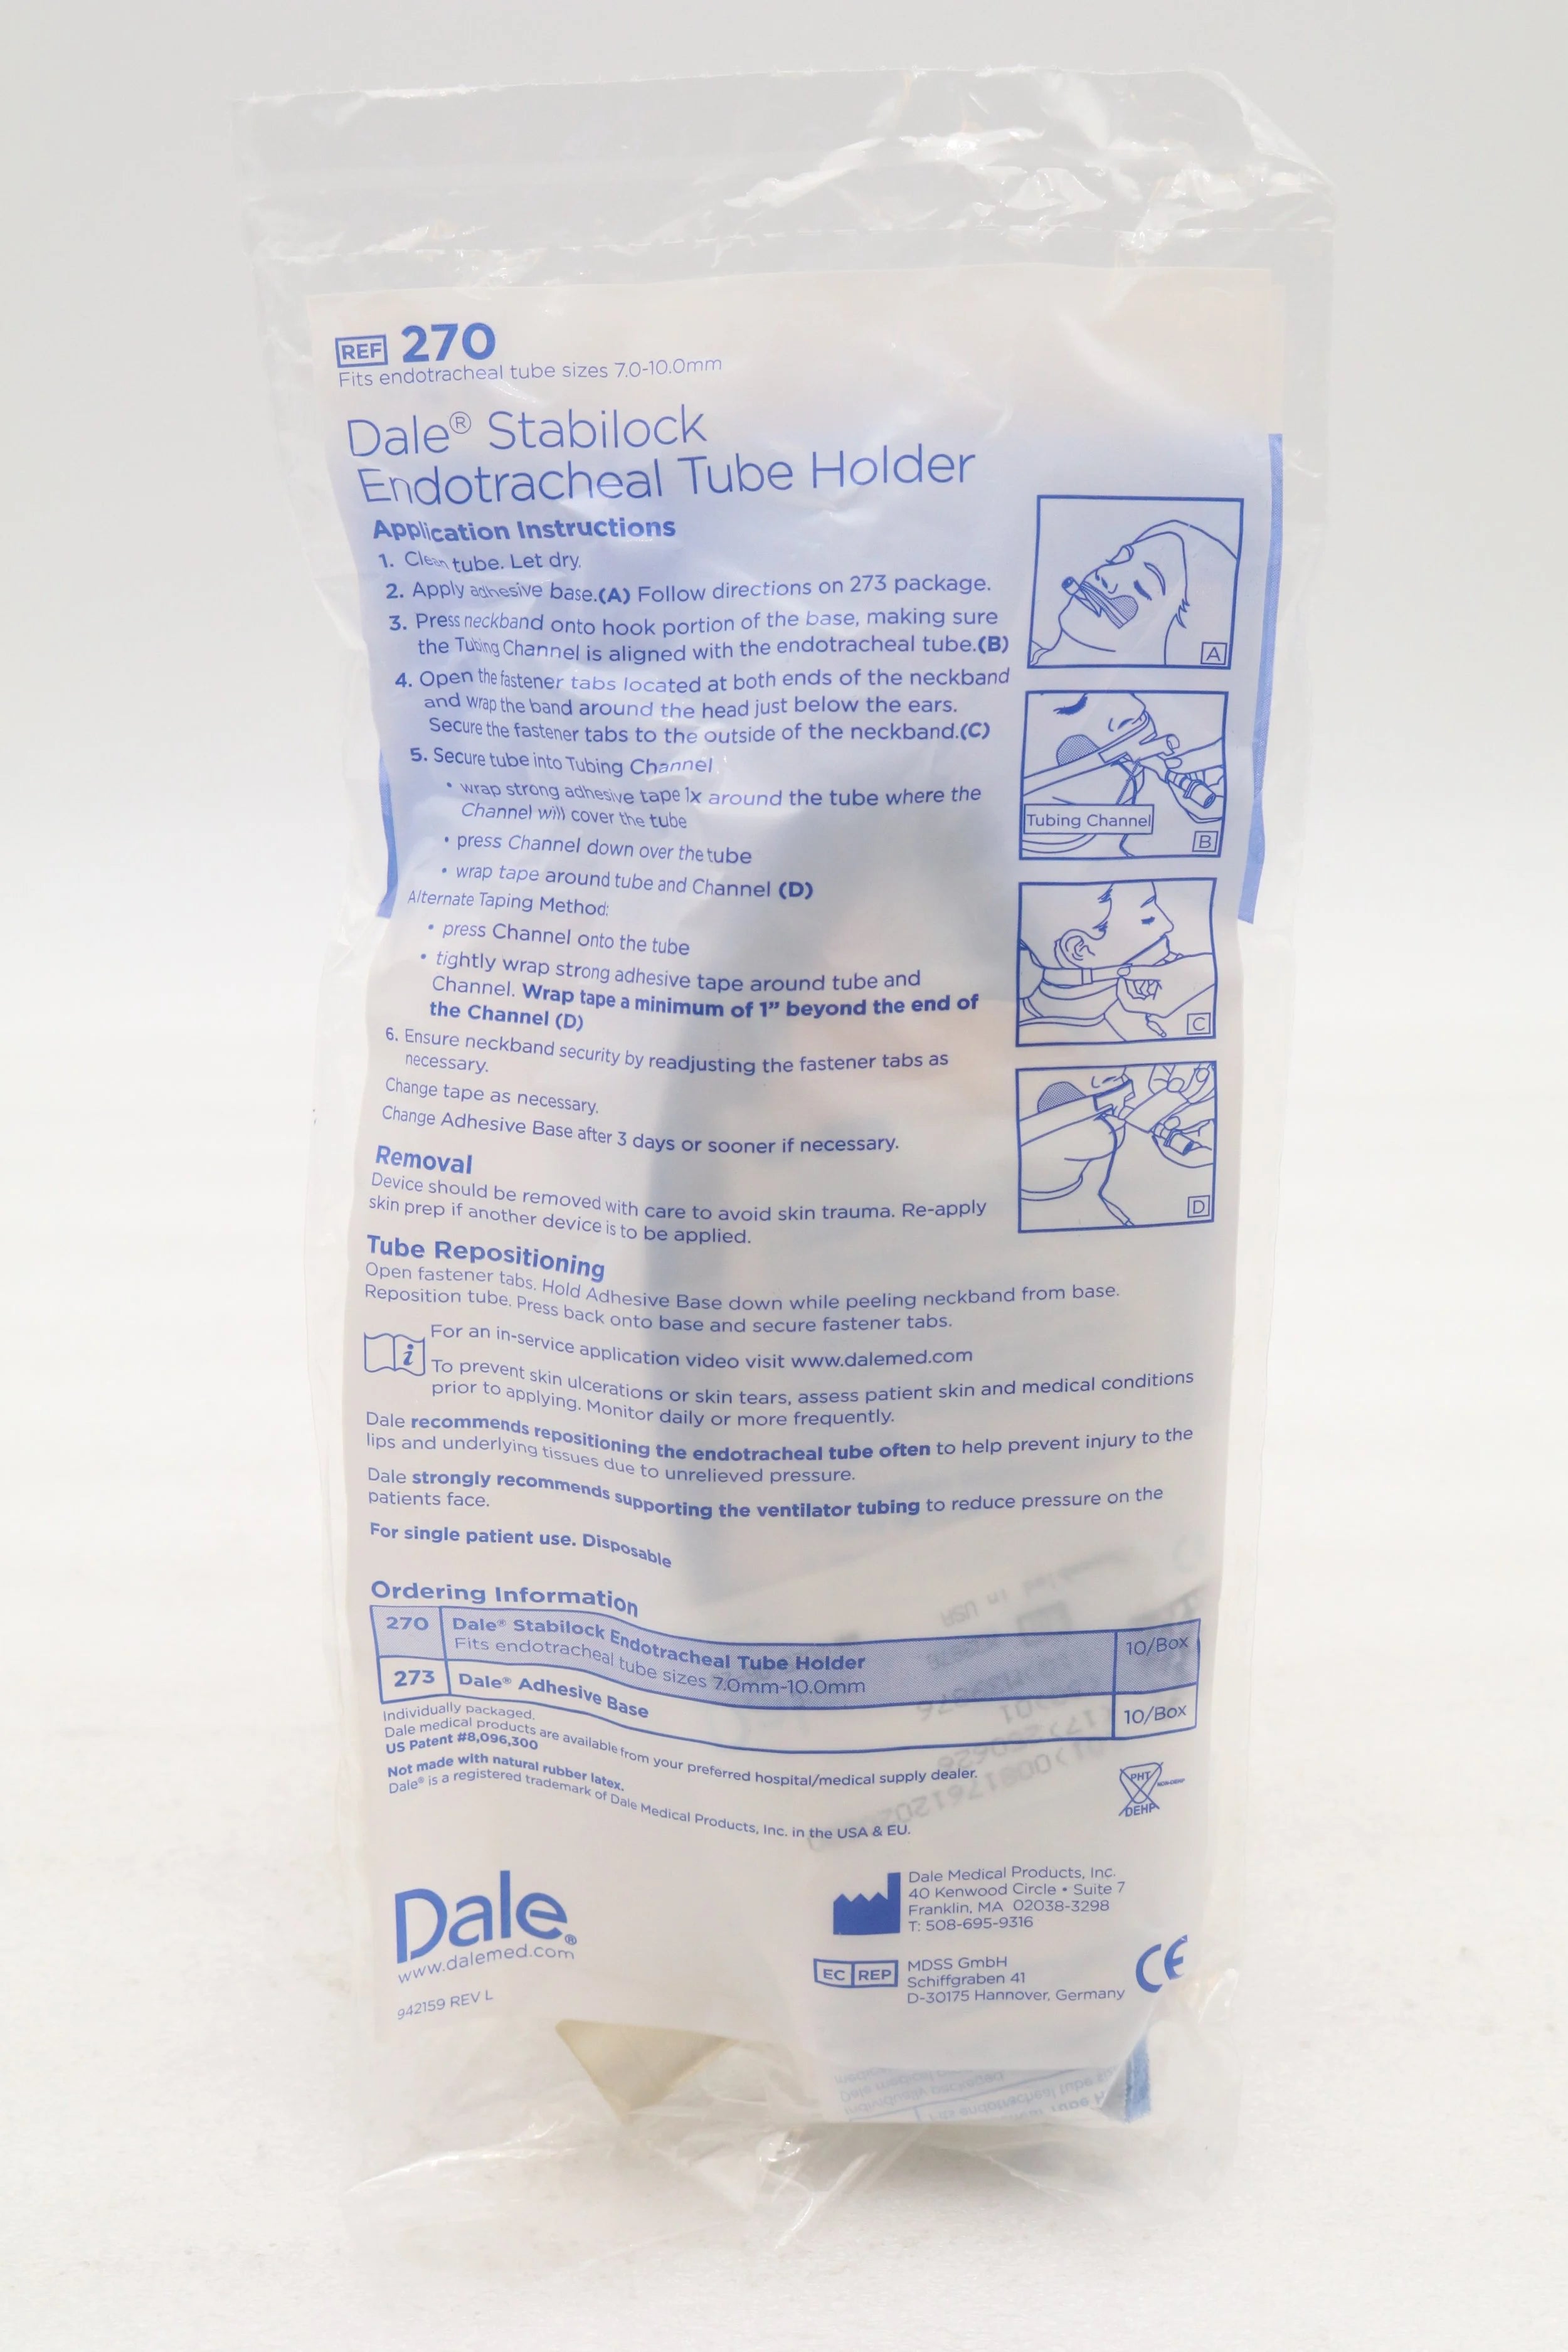 REF 270
Fits endotracheal tube sizes 7.0-10.0mm
Dale® Stabilock
Endotracheal Tube Holder
Application Instructions
1. Clean tube. Let dry.
2. Apply adhesive base.(A) Follow directions on 273 package.
3. Press neckband onto hook portion of the base, making sure
the Tubing Channel is aligned with the endotracheal tube.(B)
4. Open the fastener tabs located at both ends of the neckband
and wrap the band around the head just below the ears.
Secure the fastener tabs to the outside of the neckband.(C)
5. Secure tube into Tubing Channel
• wrap strong adhesive tape 1x around the tube where the
Channel will cover the tube
• press Channel down over the tube
• wrap tape around tube and Channel (D)
Alternate Taping Method:
• press Channel onto the tube
• tightly wrap strong adhesive tape around tube and
Channel. Wrap tape a minimum of 1” beyond the end of
the Channel (D)
6. Ensure neckband security by readjusting the fastener tabs as
necessary.
Change tape as necessary.
Change Adhesive Base after 3 days or sooner if necessary.
A
Tubing Channel
B
C
D
Removal
Device should be removed with care to avoid skin trauma. Re-apply
skin prep if another device is to be applied.
Tube Repositioning
Open fastener tabs. Hold Adhesive Base down while peeling neckband from base.
Reposition tube. Press back onto base and secure fastener tabs.
i For an in-service application video visit www.dalemed.com
To prevent skin ulcerations or skin tears, assess patient skin and medical conditions
prior to applying. Monitor daily or more frequently.
Dale recommends repositioning the endotracheal tube often to help prevent injury to the
lips and underlying tissues due to unrelieved pressure.
Dale strongly recommends supporting the ventilator tubing to reduce pressure on the
patients face.
For single patient use. Disposable
Ordering Information
270 Dale® Stabilock Endotracheal Tube Holder
Fits endotracheal tube sizes 7.0mm-10.0mm 10/Box
273 Dale® Adhesive Base 10/Box
Individually packaged.
Dale medical products are available from your preferred hospital/medical supply dealer.
US Patent #8,096,300
Not made with natural rubber latex.
Dale® is a registered trademark of Dale Medical Products, Inc. in the USA & EU.
PHT
DEHP
Dale®
www.dalemed.com
942159 REV L
Dale Medical Products, Inc.
40 Kenwood Circle • Suite 7
Franklin, MA 02038-3298
T: 508-695-9316
EC REP MDSS GmbH
Schiffgraben 41
D-30175 Hannover, Germany
CE